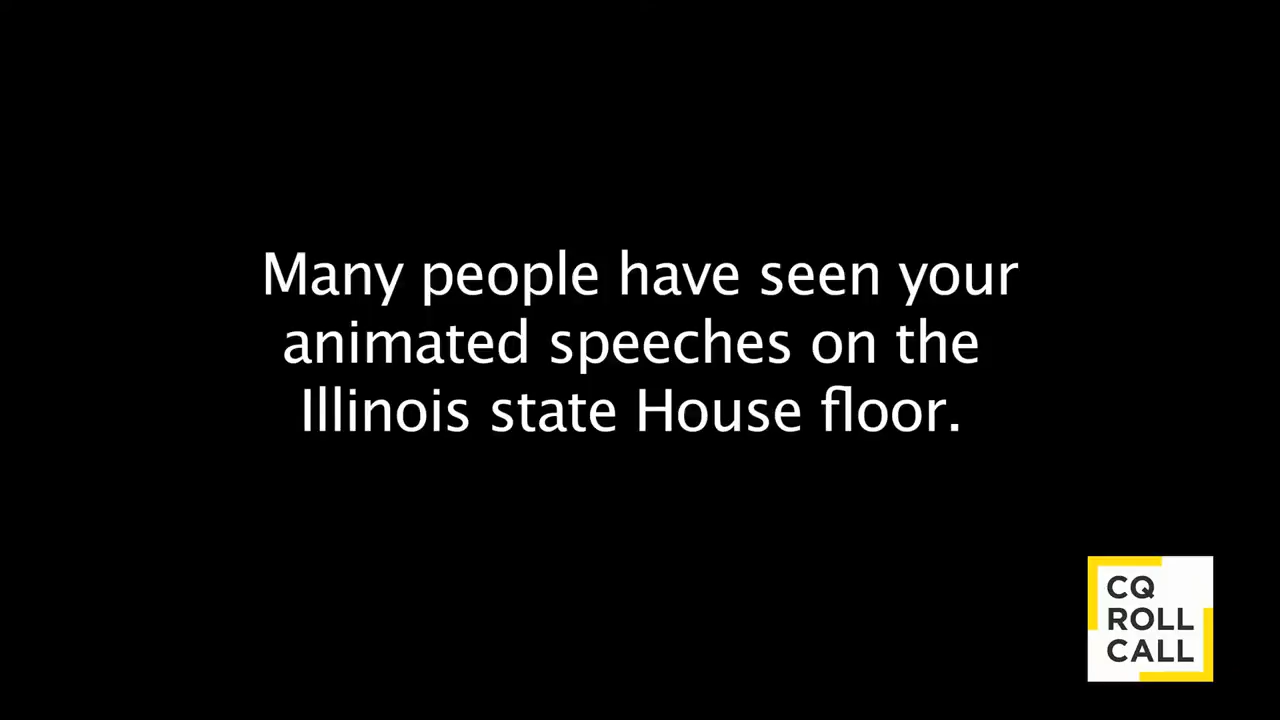 Many people have seen your
animated speeches on the
Illinois state House floor.
CQ
ROLL
CALL